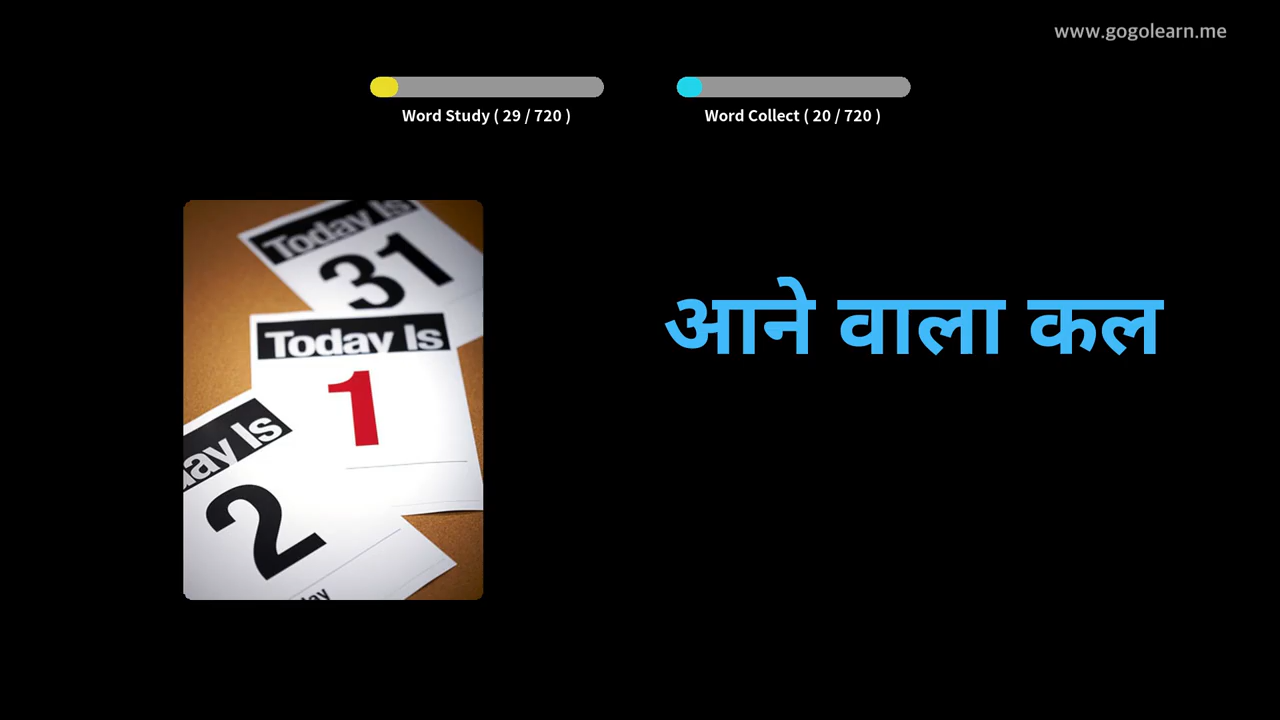 www.gogolearn.me
Word Study ( 29 / 720 )
Word Collect ( 20 / 720 )
Today Is
31
Today Is
1
ay Is
2
आने वाला कल